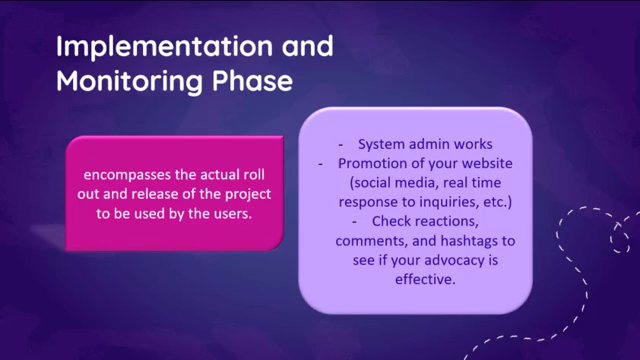 Implementation and
Monitoring Phase
encompasses the actual roll
out and release of the project
to be used by the users.
- System admin works
- Promotion of your website
(social media, real time
response to inquiries, etc.)
- Check reactions,
comments, and hashtags to
see if your advocacy is
effective.